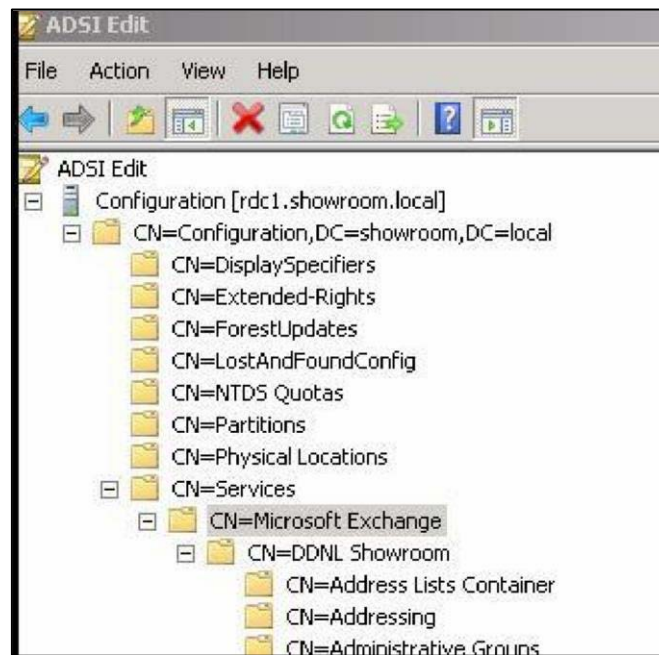 ADSI Edit
File Action View Help
ADSI Edit
Configuration [rdc1.showroom.local]
CN=Configuration,DC=showroom,DC=local
CN=DisplaySpecifiers
CN=Extended-Rights
CN=ForestUpdates
CN=LostAndFoundConfig
CN=NTDS Quotas
CN=Partitions
CN=Physical Locations
CN=Services
CN=Microsoft Exchange
CN=DDNL Showroom
CN=Address Lists Container
CN=Addressing
CN=Administrative Groups